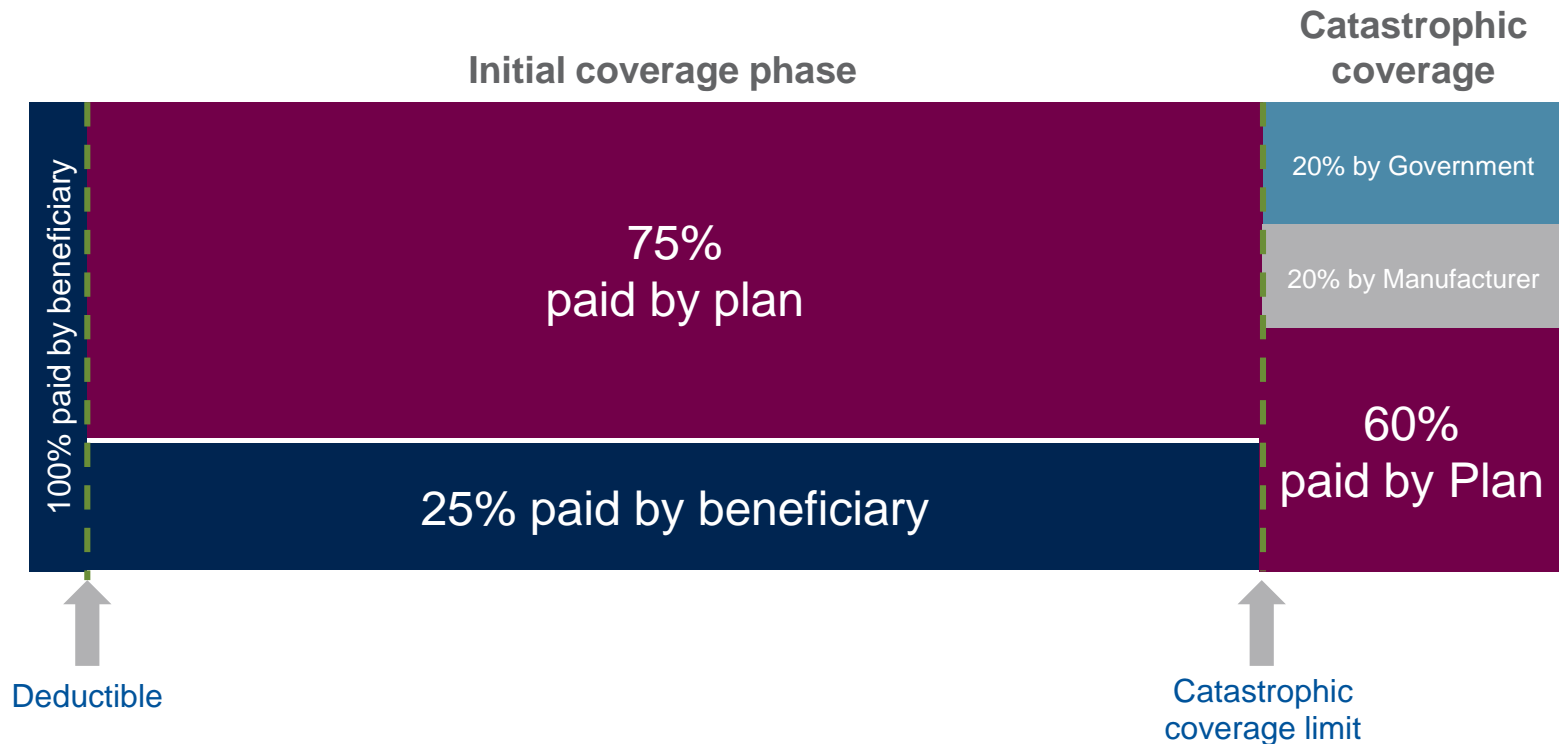 Initial coverage phase
Catastrophic
coverage
100% paid by beneficiary
75%
paid by plan
25% paid by beneficiary
20% by Government
20% by Manufacturer
60%
paid by Plan
Deductible
Catastrophic
coverage limit